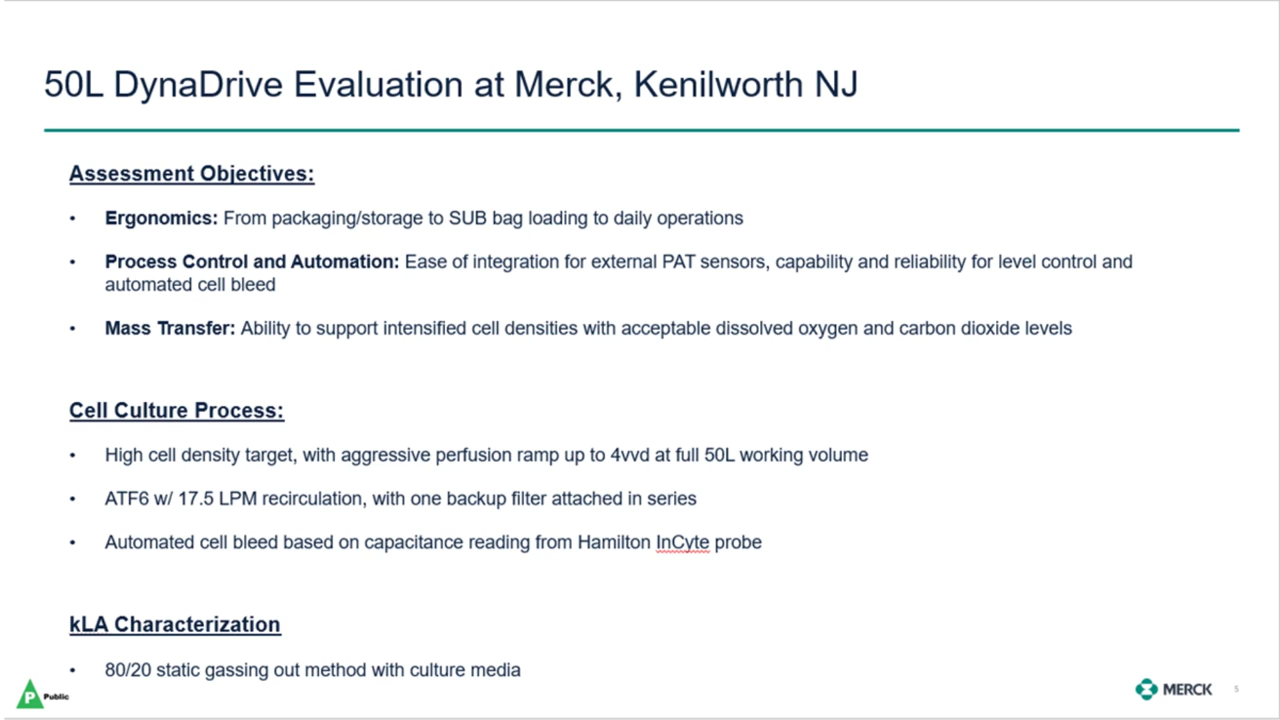 50L DynaDrive Evaluation at Merck, Kenilworth NJ
Assessment Objectives:
• Ergonomics: From packaging/storage to SUB bag loading to daily operations
• Process Control and Automation: Ease of integration for external PAT sensors, capability and reliability for level control and
automated cell bleed
• Mass Transfer: Ability to support intensified cell densities with acceptable dissolved oxygen and carbon dioxide levels
Cell Culture Process:
• High cell density target, with aggressive perfusion ramp up to 4vvd at full 50L working volume
• ATF6 w/ 17.5 LPM recirculation, with one backup filter attached in series
• Automated cell bleed based on capacitance reading from Hamilton InCyte probe
kLA Characterization
• 80/20 static gassing out method with culture media
P Public
MERCK
5